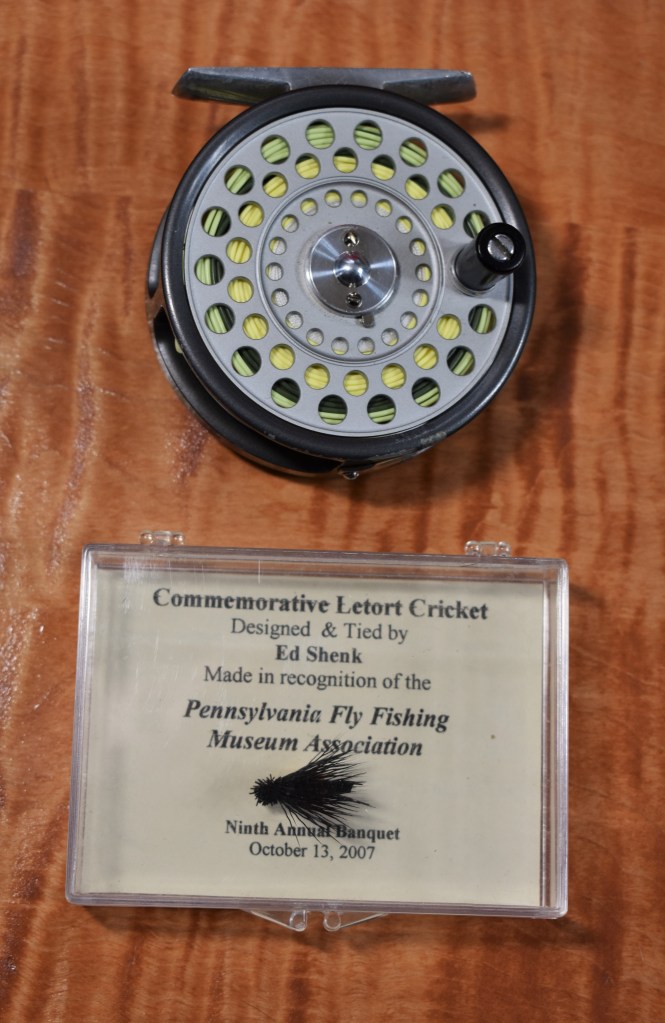 Commemorative Letort Cricket
Designed & Tied by
Ed Shenk
Made in recognition of the
Pennsylvania Fly Fishing
Museum Association
Ninth Annual Banquet
October 13, 2007